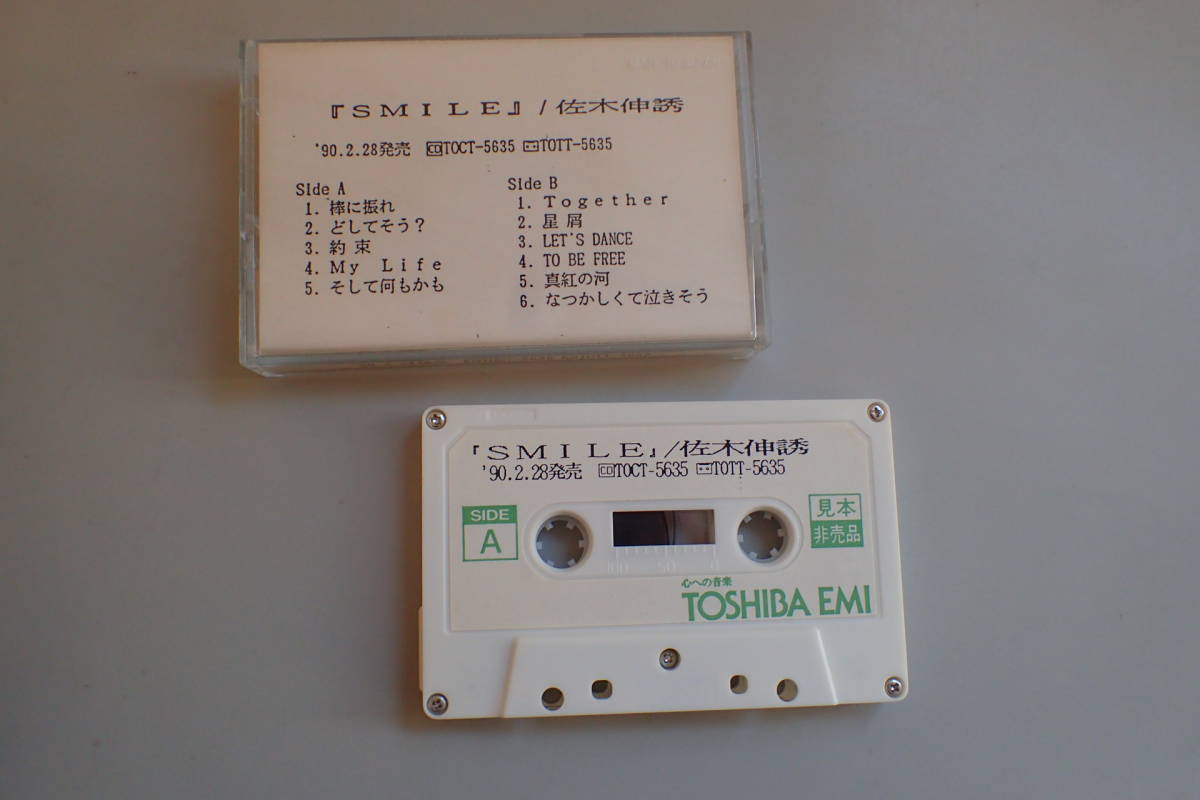 『ＳＭＩＬＥ』/佐木伸誘
'90.2.28発売 CD TOCT-5635 TOTT-5635
SIde A
1. 棒に振れ
2. どしてそう？
3. 約 束
4. Ｍｙ Ｌｉｆｅ
5. そして何もかも
Side B
1. Ｔｏｇｅｔｈｅｒ
2. 星 屑
3. LET'S DANCE
4. TO BE FREE
5. 真紅の河
6. なつかしくて泣きそう
『ＳＭＩＬＥ』/佐木伸誘
'90.2.28発売 CD TOCT-5635 TOTT-5635
SIDE
A
見本
非売品
100 50 0
心への音楽
TOSHIBA EMI